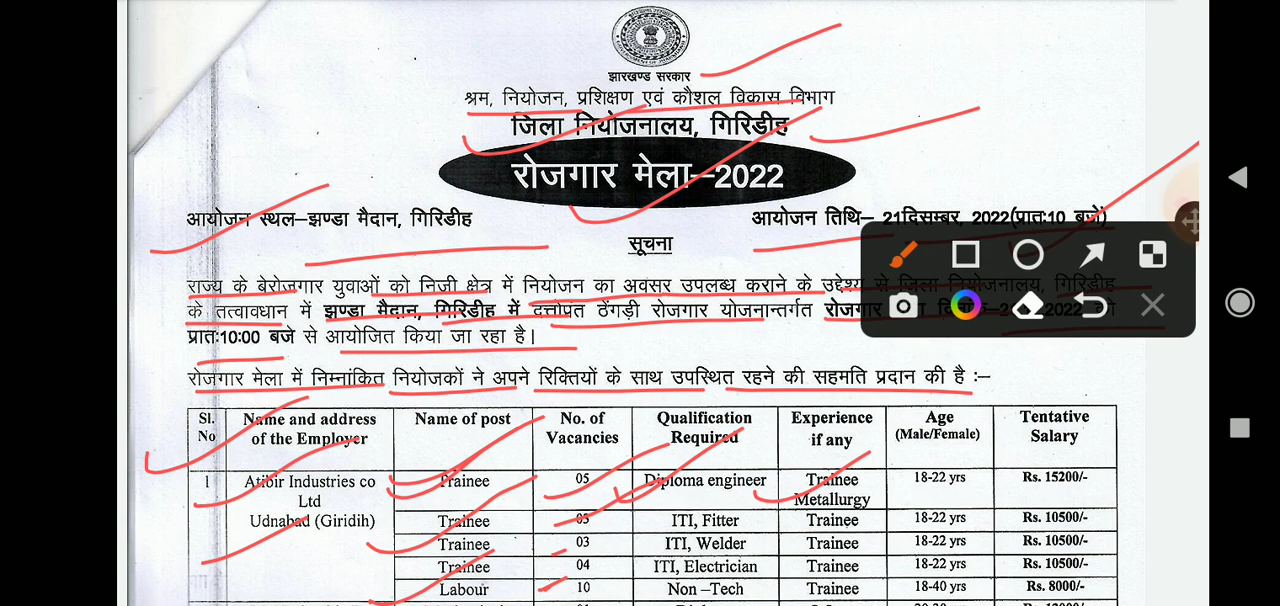 झारखण्ड सरकार
श्रम, नियोजन, प्रशिक्षण एवं कौशल विकास विभाग
जिला नियोजनालय, गिरिडीह
रोजगार मेला–2022
आयोजन स्थल–झण्डा मैदान, गिरिडीह आयोजन तिथि– 21दिसम्बर, 2022(प्रातः10 बजे)
सूचना
राज्य के बेरोजगार युवाओं को निजी क्षेत्र में नियोजन का अवसर उपलब्ध कराने के उद्देश्य से जिला नियोजनालय, गिरिडीह
के तत्वावधान में झण्डा मैदान, गिरिडीह में दत्तोपंत ठेंगड़ी रोजगार योजनान्तर्गत रोजगार 2022 को
प्रातः10:00 बजे से आयोजित किया जा रहा है।
रोजगार मेला में निम्नांकित नियोजकों ने अपने रिक्तियों के साथ उपस्थित रहने की सहमति प्रदान की है :–
Sl. No Name and address of the Employer Name of post No. of Vacancies Qualification Required Experience if any Age (Male/Female) Tentative Salary
1 Atibir Industries co Ltd Udnabad (Giridih) Trainee 05 Diploma engineer Trainee Metallurgy 18-22 yrs Rs. 15200/-
Trainee 03 ITI, Fitter Trainee 18-22 yrs Rs. 10500/-
Trainee 03 ITI, Welder Trainee 18-22 yrs Rs. 10500/-
Trainee 04 ITI, Electrician Trainee 18-22 yrs Rs. 10500/-
Labour 10 Non –Tech Trainee 18-40 yrs Rs. 8000/-